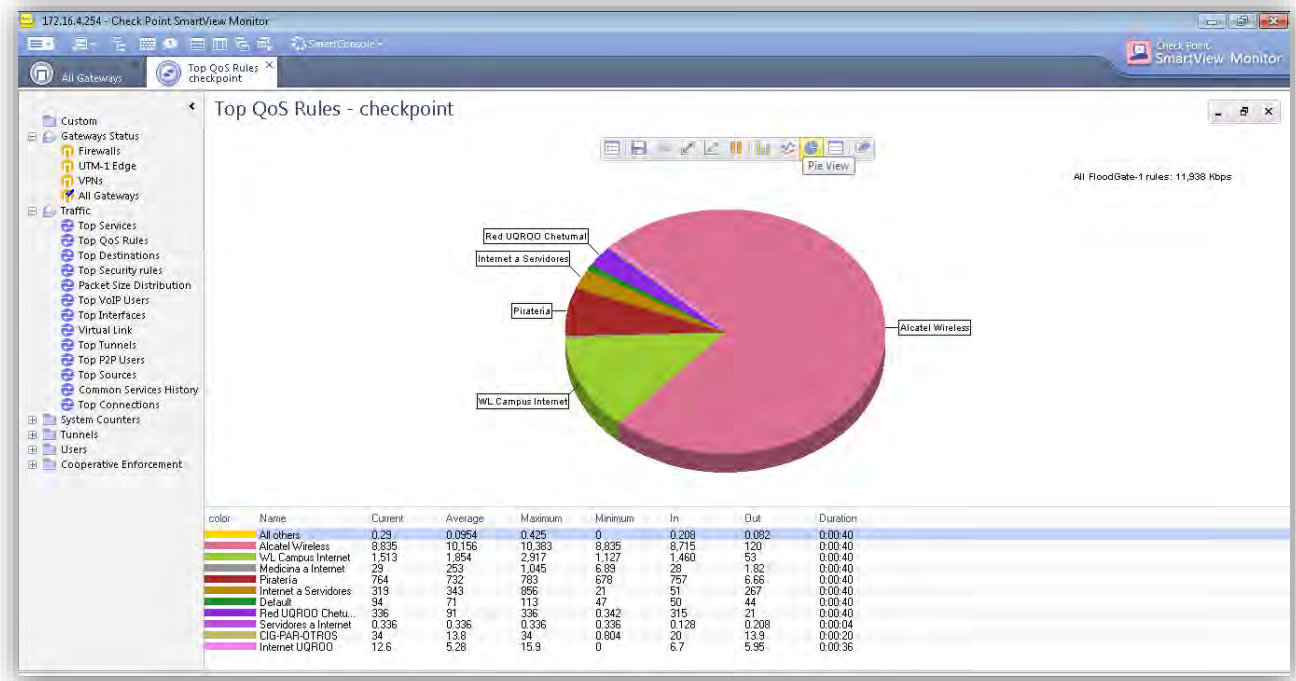 172.16.4.254 - Check Point SmartView Monitor
SmartConsole
Check Point
SmartView Monitor
All Gateways
Top QoS Rules
checkpoint
Custom
Gateways Status
Firewalls
UTM-1 Edge
VPNs
All Gateways
Traffic
Top Services
Top QoS Rules
Top Destinations
Top Security rules
Packet Size Distribution
Top VoIP Users
Top Interfaces
Virtual Link
Top Tunnels
Top P2P Users
Top Sources
Common Services History
Top Connections
System Counters
Tunnels
Users
Cooperative Enforcement
Top QoS Rules - checkpoint
Pie View
All FloodGate-1 rules: 11,938 Kbps
Red UQROO Chetumal
Internet a Servidores
Piratería
Alcatel Wireless
WL Campus Internet
color Name Current Average Maximum Minimum In Out Duration
All others 0.29 0.0954 0.425 0 0.208 0.082 0:00:40
Alcatel Wireless 8,835 10,156 10,383 8,835 8,715 120 0:00:40
WL Campus Internet 1,513 1,854 2,917 1,127 1,460 53 0:00:40
Medicina a Internet 29 253 1,045 6.89 28 1.82 0:00:40
Piratería 764 732 783 678 757 6.66 0:00:40
Internet a Servidores 319 343 856 21 51 267 0:00:40
Default 94 71 113 47 50 44 0:00:40
Red UQROO Chetu... 336 91 336 0.342 315 21 0:00:40
Servidores a Internet 0.336 0.336 0.336 0.336 0.128 0.208 0:00:04
CIG-PAR-OTROS 34 13.8 34 0.804 20 13.9 0:00:20
Internet UQROO 12.6 5.28 15.9 0 6.7 5.95 0:00:36